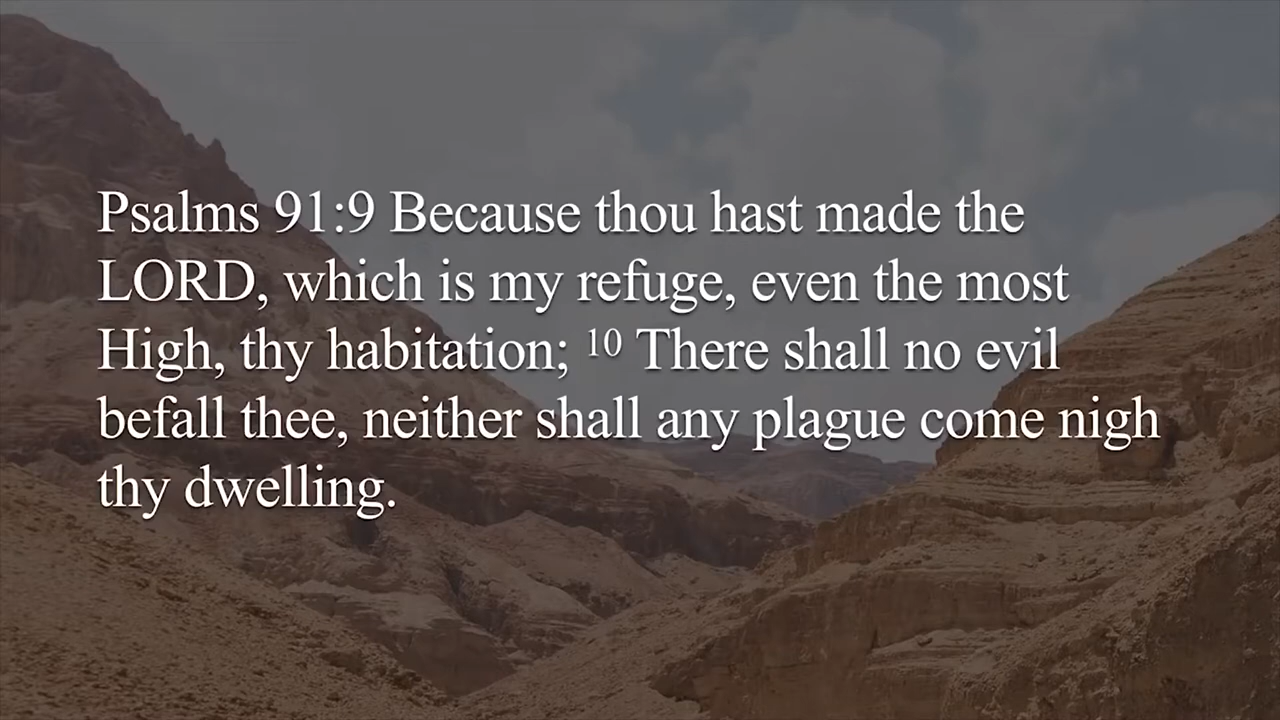 Psalms 91:9 Because thou hast made the
LORD, which is my refuge, even the most
High, thy habitation; 10 There shall no evil
befall thee, neither shall any plague come nigh
thy dwelling.